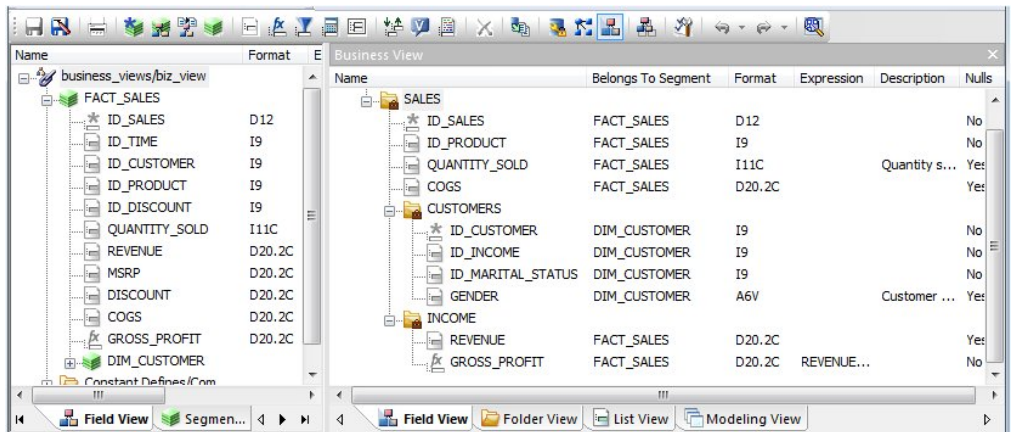 Name Format E
business_views/biz_view
FACT_SALES
ID_SALES D12
ID_TIME I9
ID_CUSTOMER I9
ID_PRODUCT I9
ID_DISCOUNT I9
QUANTITY_SOLD I11C
REVENUE D20.2C
MSRP D20.2C
DISCOUNT D20.2C
COGS D20.2C
GROSS_PROFIT D20.2C
DIM_CUSTOMER
Constant Defines/Com
Field View Segmen...
Business View
Name Belongs To Segment Format Expression Description Nulls
SALES
ID_SALES FACT_SALES D12 No
ID_PRODUCT FACT_SALES I9 No
QUANTITY_SOLD FACT_SALES I11C Quantity s... Yes
COGS FACT_SALES D20.2C Yes
CUSTOMERS
ID_CUSTOMER DIM_CUSTOMER I9 No
ID_INCOME DIM_CUSTOMER I9 No
ID_MARITAL_STATUS DIM_CUSTOMER I9 No
GENDER DIM_CUSTOMER A6V Customer ... Yes
INCOME
REVENUE FACT_SALES D20.2C Yes
GROSS_PROFIT FACT_SALES D20.2C REVENUE... No
Field View Folder View List View Modeling View